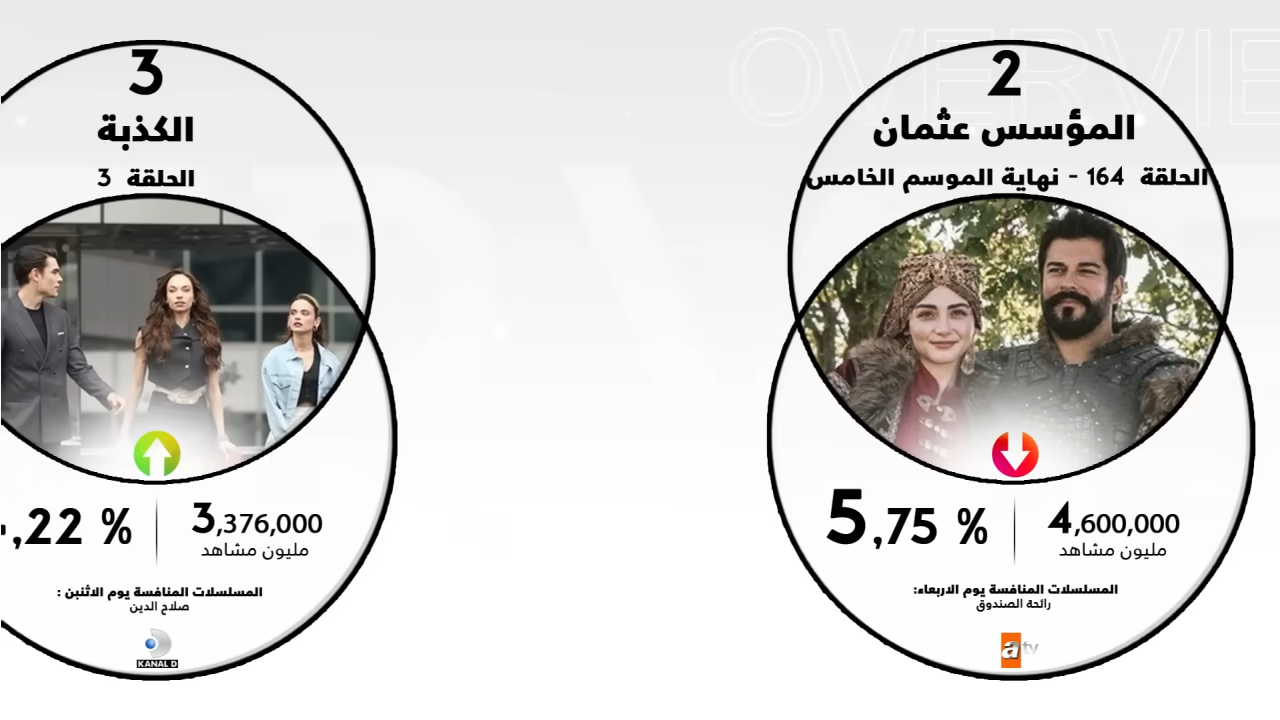 OVERVIE
2
المؤسس عثمان
الحلقة 164 - نهاية الموسم الخامس
5,75 %
4,600,000
مليون مشاهد
المسلسلات المنافسة يوم الاربعاء:
رائحة الصندوق
atv
3
الكذبة
الحلقة 3
,22 %
3,376,000
مليون مشاهد
المسلسلات المنافسة يوم الاثنين :
صلاح الدين
KANAL D